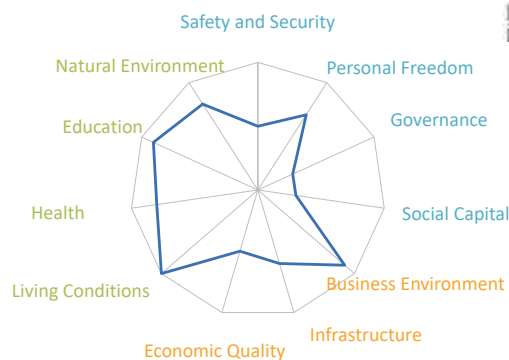 Safety and Security
Natural Environment
Personal Freedom
Education
Governance
Health
Social Capital
Living Conditions
Business Environment
Infrastructure
Economic Quality